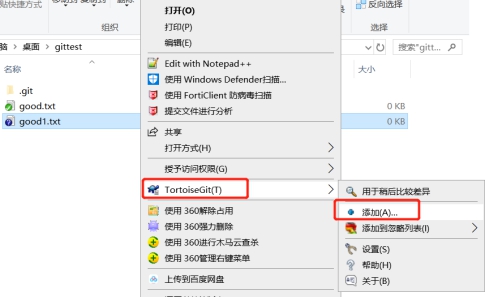 贴快捷方式
组织
反向选择
选择
脑 > 桌面 > gittest
搜索"gitt...
名称
大小
.git
good.txt
0 KB
good1.txt
0 KB
打开(O)
打印(P)
编辑(E)
Edit with Notepad++
使用 Windows Defender扫描...
使用 FortiClient 防病毒扫描
提交文件进行分析
共享
打开方式(H)
授予访问权限(G)
TortoiseGit(T)
使用 360解除占用
使用 360强力删除
使用 360进行木马云查杀
使用 360管理右键菜单
上传到百度网盘
用于稍后比较差异
添加(A)...
添加到忽略列表(I)
设置(S)
帮助(H)
关于(B)